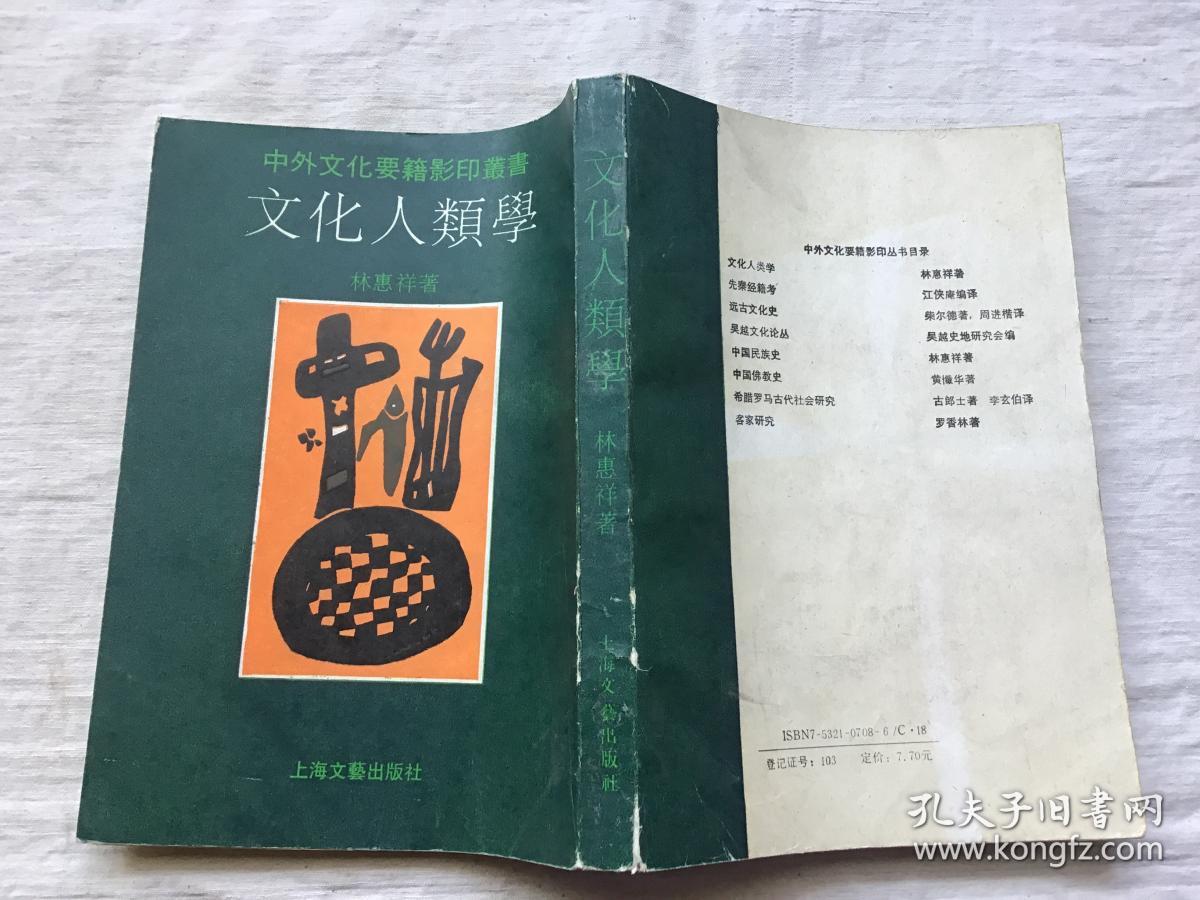 中外文化要籍影印叢書
文化人類學
林惠祥著
上海文藝出版社
文化人類學
林惠祥著
上海文藝出版社
中外文化要籍影印丛书目录
文化人类学 林惠祥著
先秦经籍考 江侠庵编译
远古文化史 柴尔德著，周进楷译
吴越文化论丛 吴越史地研究会编
中国民族史 林惠祥著
中国佛教史 黄懺华著
希腊罗马古代社会研究 古郎士著 李玄伯译
客家研究 罗香林著
ISBN7-5321-0708-6/C·18
登记证号：103 定价：7.70元
孔夫子旧书网
www.kongfz.com